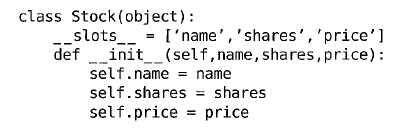 class Stock(object):
    __slots__ = [‘name’,’shares’,’price’]
    def __init__(self,name,shares,price):
        self.name = name
        self.shares = shares
        self.price = price